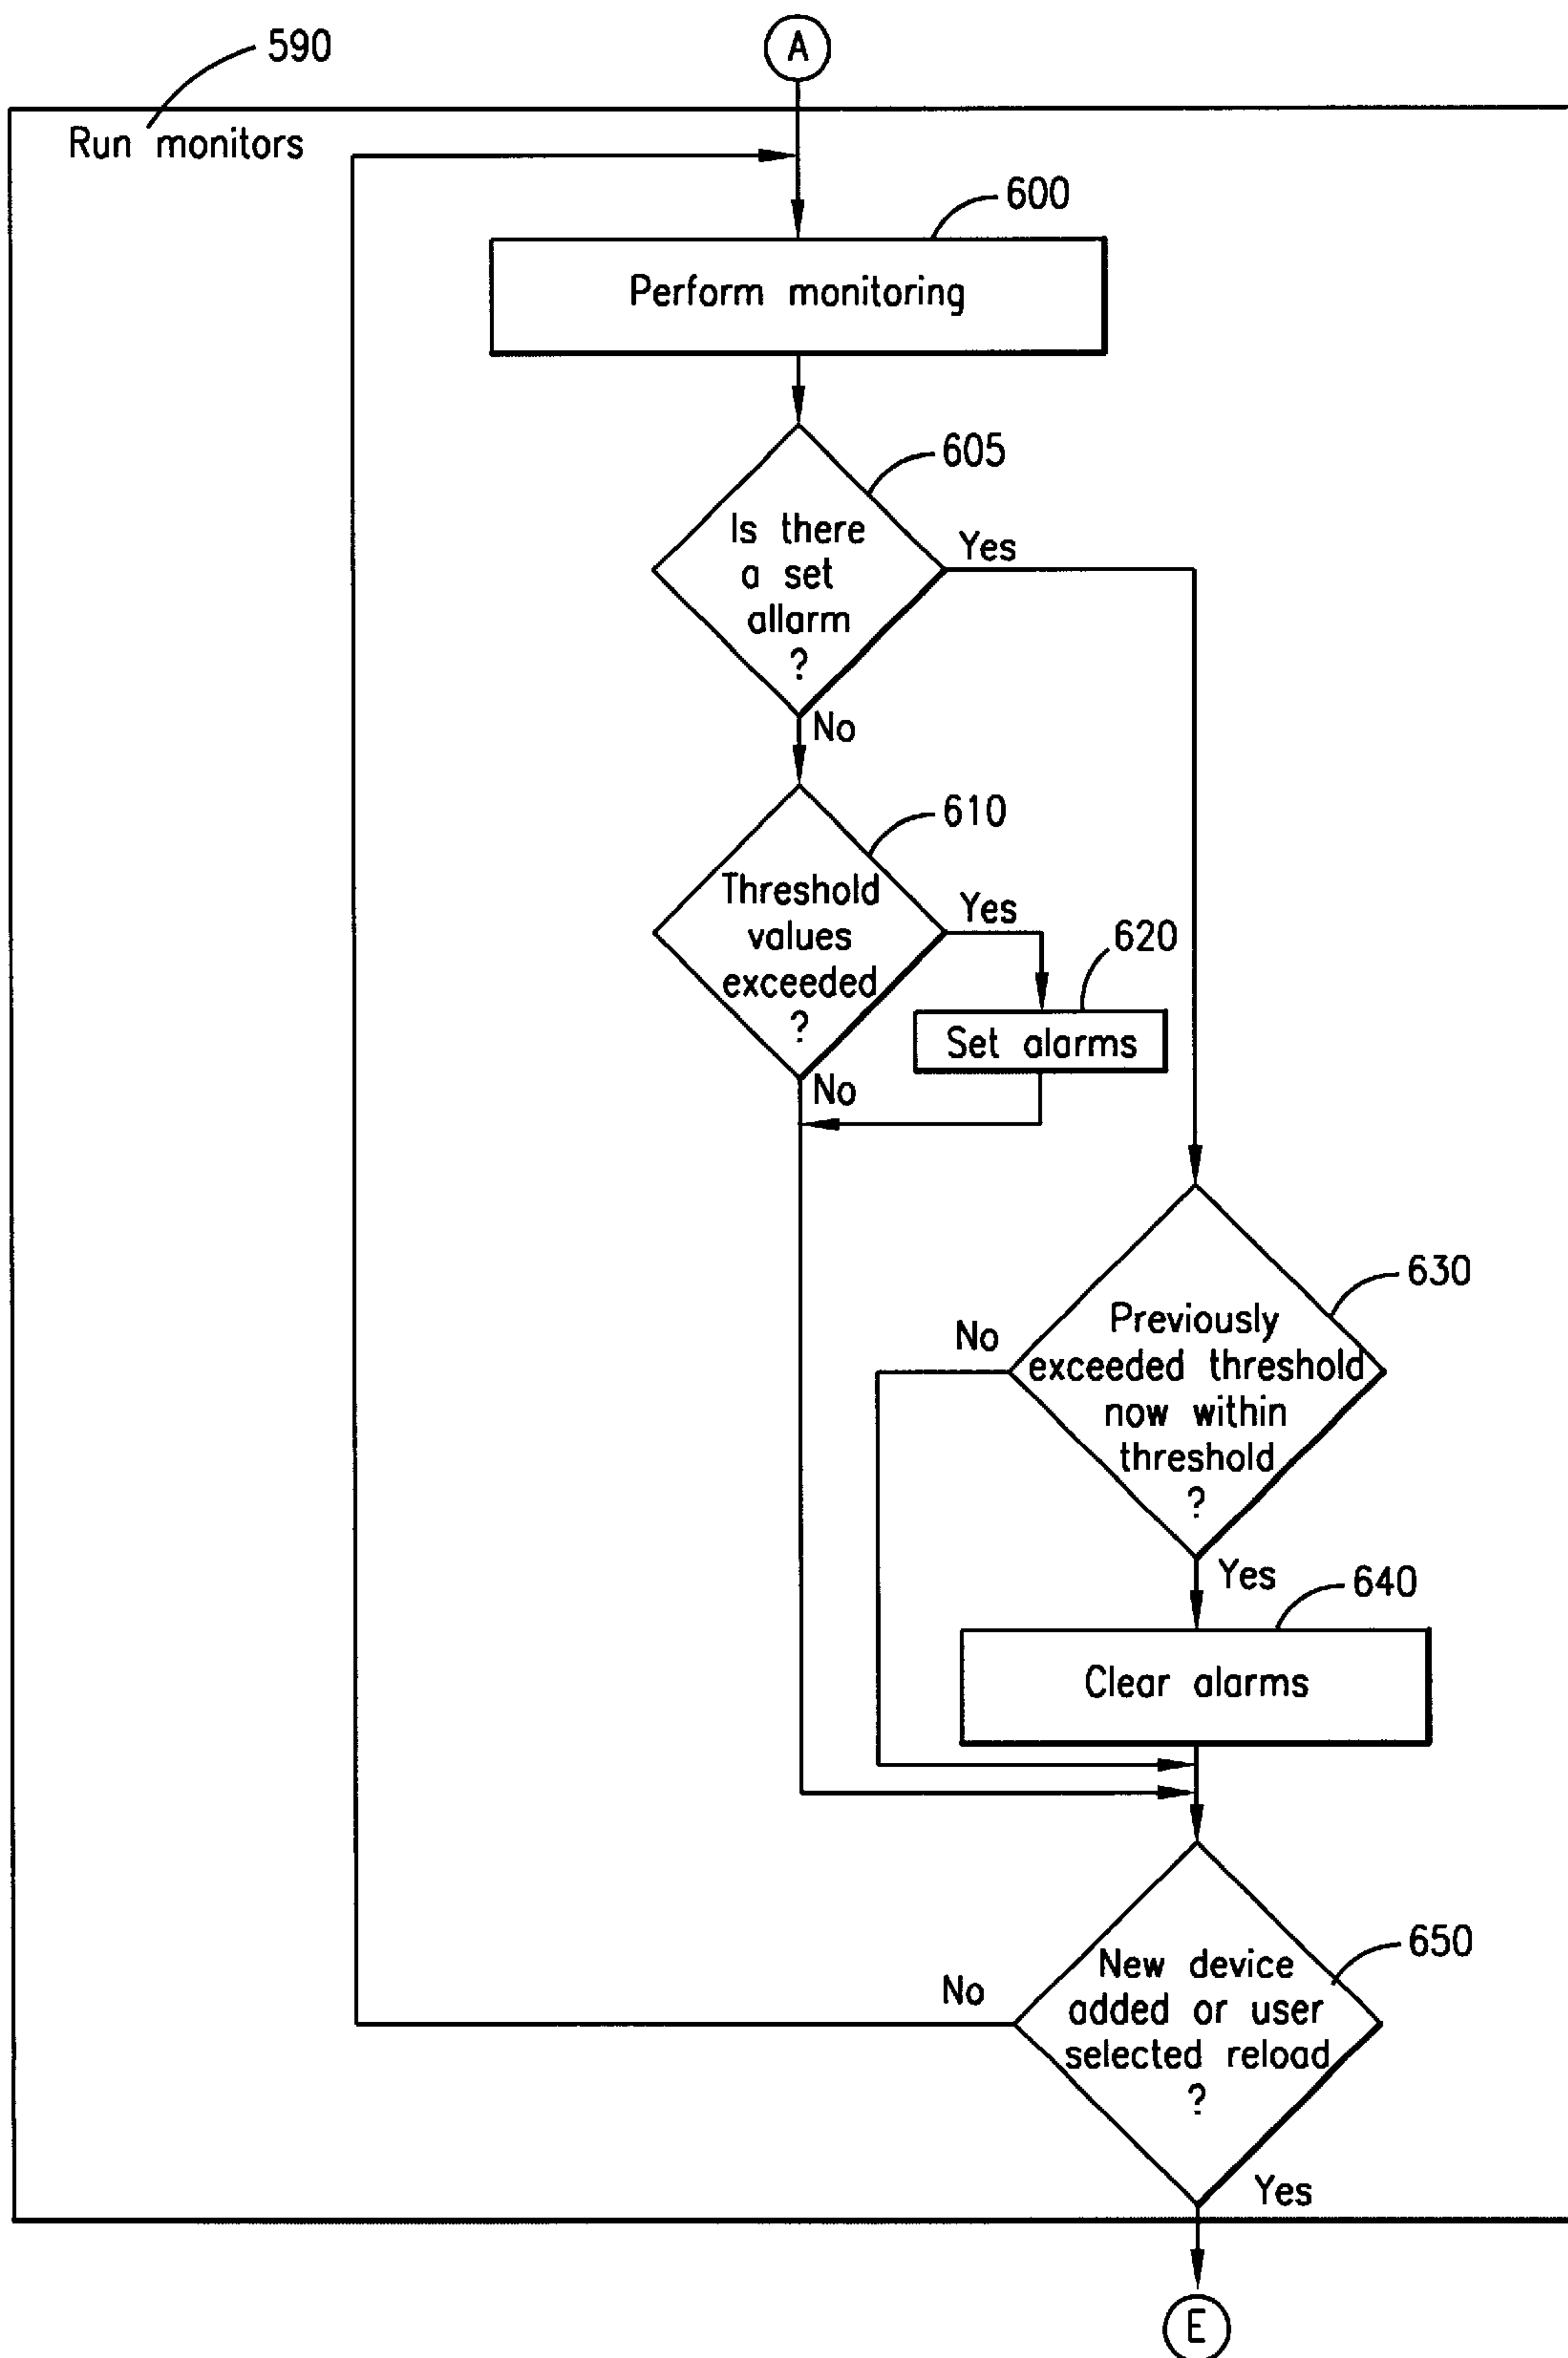 A
590
Run monitors
600
Perform monitoring
605
Is there
a set
allarm
?
Yes
No
610
Threshold
values
exceeded
?
Yes
620
Set alarms
No
630
Previously
exceeded threshold
now within
threshold
?
No
Yes
640
Clear alarms
650
New device
added or user
selected reload
?
No
Yes
E